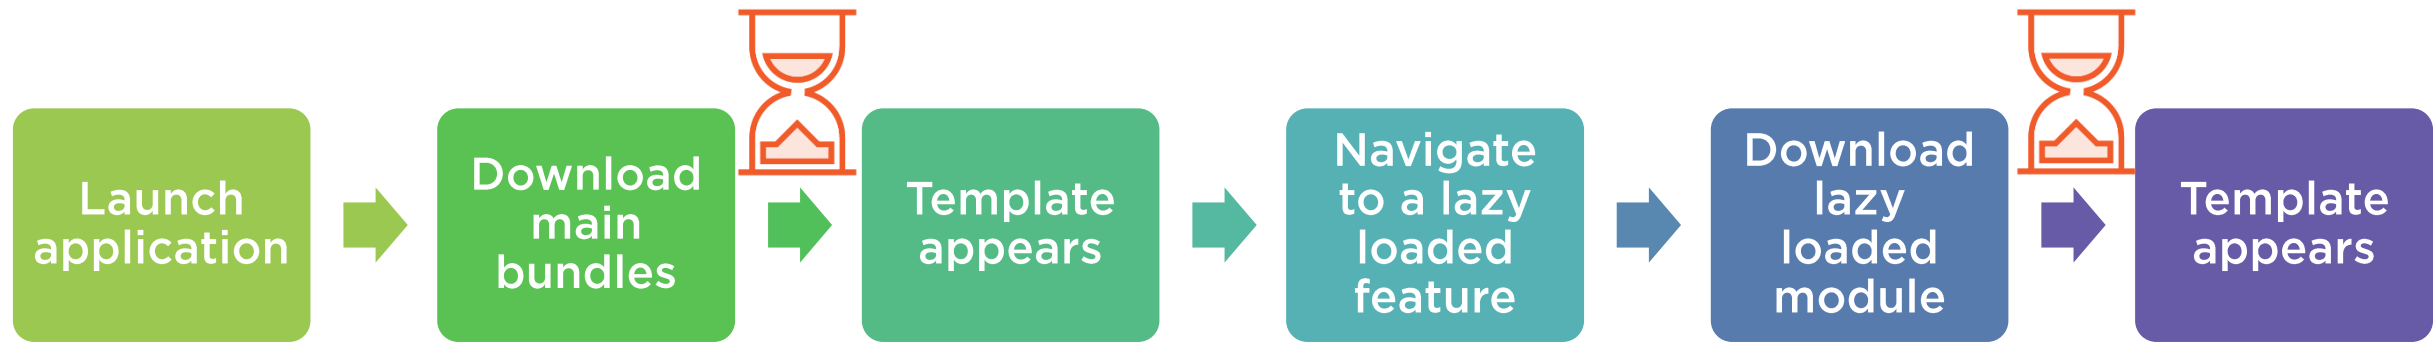 Launch
application
Download
main
bundles
Template
appears
Navigate
to a lazy
loaded
feature
Download
lazy
loaded
module
Template
appears